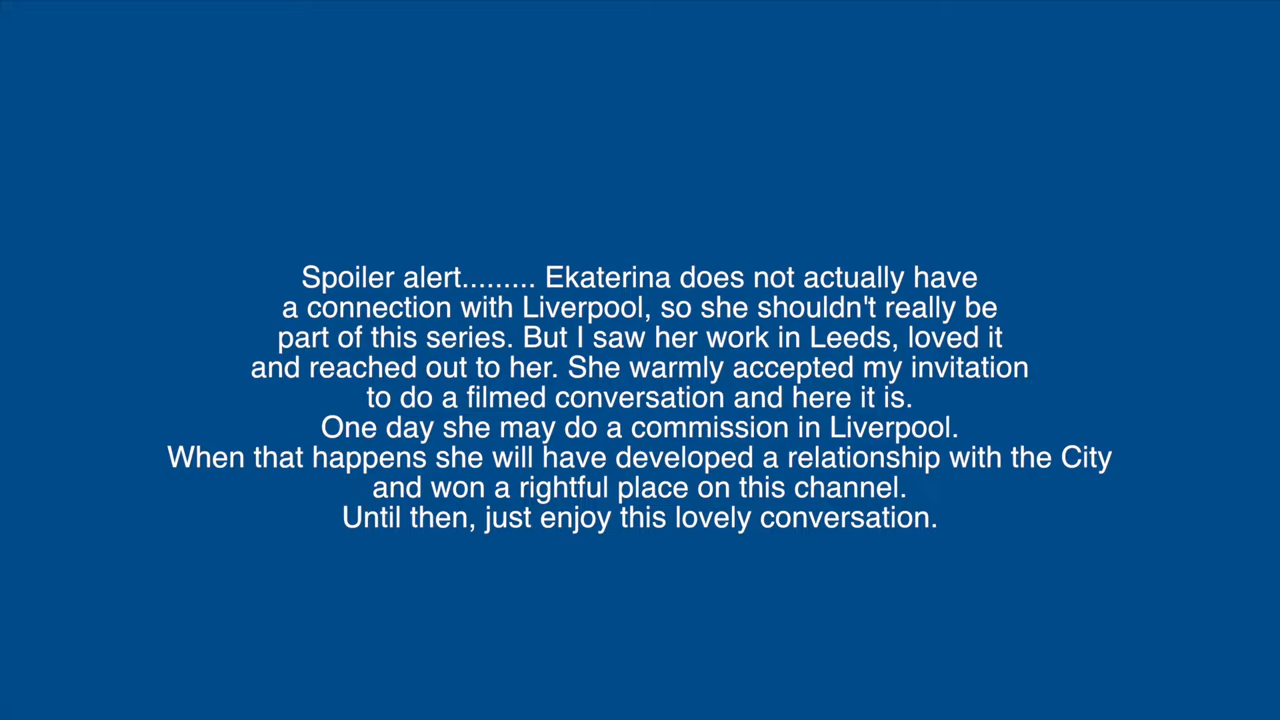 Spoiler alert......... Ekaterina does not actually have
a connection with Liverpool, so she shouldn't really be
part of this series. But I saw her work in Leeds, loved it
and reached out to her. She warmly accepted my invitation
to do a filmed conversation and here it is.
One day she may do a commission in Liverpool.
When that happens she will have developed a relationship with the City
and won a rightful place on this channel.
Until then, just enjoy this lovely conversation.